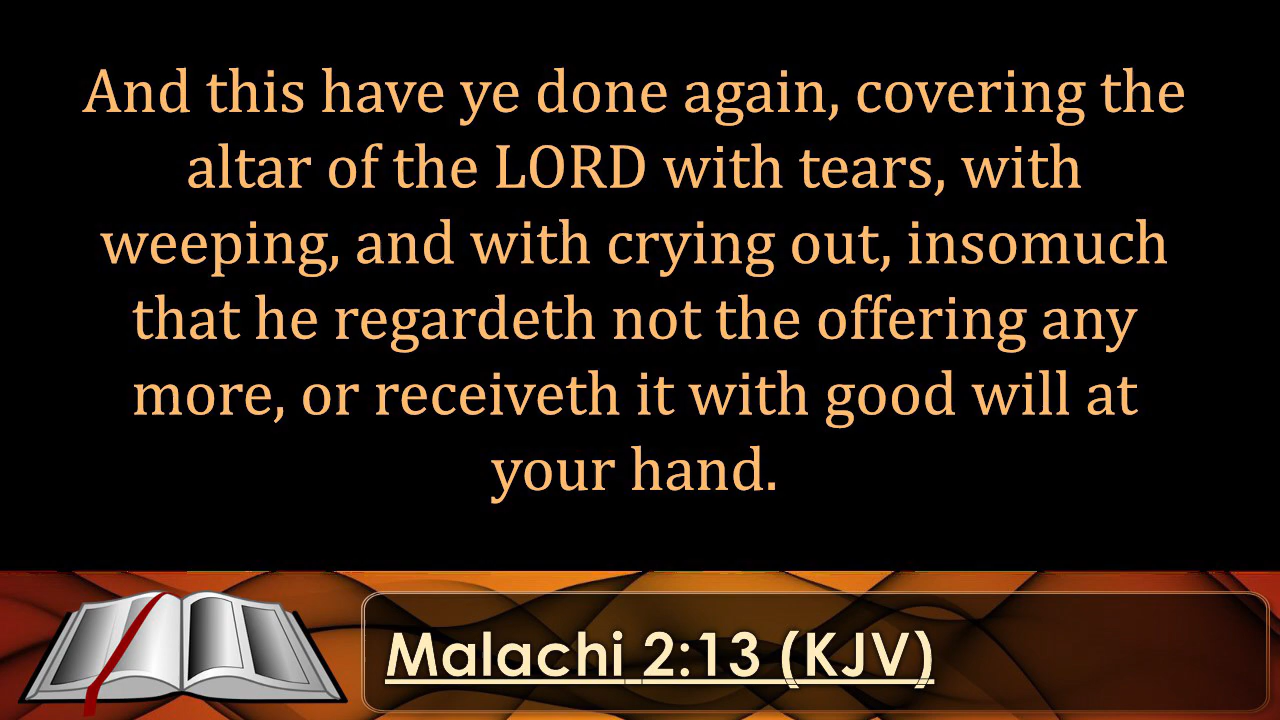 And this have ye done again, covering the
altar of the LORD with tears, with
weeping, and with crying out, insomuch
that he regardeth not the offering any
more, or receiveth it with good will at
your hand.
Malachi 2:13 (KJV)